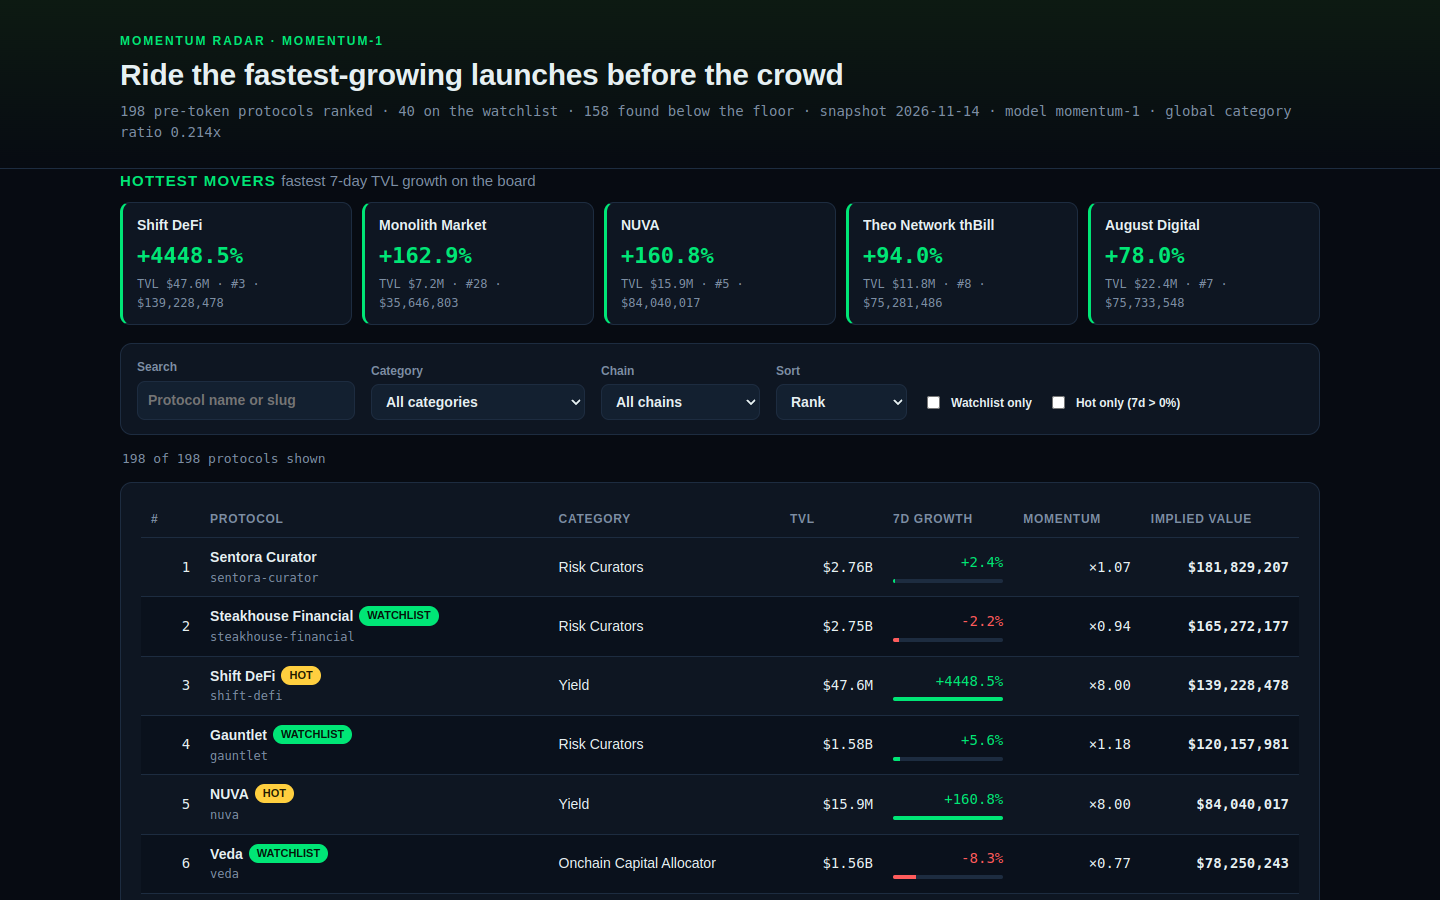 MOMENTUM RADAR · MOMENTUM-1
Ride the fastest-growing launches before the crowd
198 pre-token protocols ranked · 40 on the watchlist · 158 found below the floor · snapshot 2026-11-14 · model momentum-1 · global category
ratio 0.214x
HOTTEST MOVERS fastest 7-day TVL growth on the board
Shift DeFi
+4448.5%
TVL $47.6M · #3 ·
$139,228,478
Monolith Market
+162.9%
TVL $7.2M · #28 ·
$35,646,803
NUVA
+160.8%
TVL $15.9M · #5 ·
$84,040,017
Theo Network thBill
+94.0%
TVL $11.8M · #8 ·
$75,281,486
August Digital
+78.0%
TVL $22.4M · #7 ·
$75,733,548
Search
Protocol name or slug
Category
All categories
Chain
All chains
Sort
Rank
Watchlist only
Hot only (7d > 0%)
198 of 198 protocols shown
# PROTOCOL CATEGORY TVL 7D GROWTH MOMENTUM IMPLIED VALUE
1 Sentora Curator Risk Curators $2.76B +2.4% ×1.07 $181,829,207
sentora-curator
2 Steakhouse Financial WATCHLIST Risk Curators $2.75B -2.2% ×0.94 $165,272,177
steakhouse-financial
3 Shift DeFi HOT Yield $47.6M +4448.5% ×8.00 $139,228,478
shift-defi
4 Gauntlet WATCHLIST Risk Curators $1.58B +5.6% ×1.18 $120,157,981
gauntlet
5 NUVA HOT Yield $15.9M +160.8% ×8.00 $84,040,017
nuva
6 Veda WATCHLIST Onchain Capital Allocator $1.56B -8.3% ×0.77 $78,250,243
veda